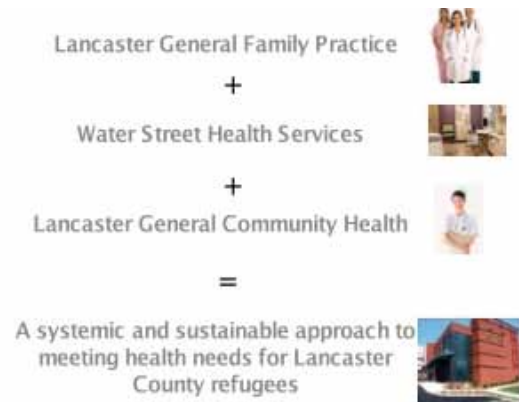 Lancaster General Family Practice
+
Water Street Health Services
+
Lancaster General Community Health
=
A systemic and sustainable approach to
meeting health needs for Lancaster
County refugees